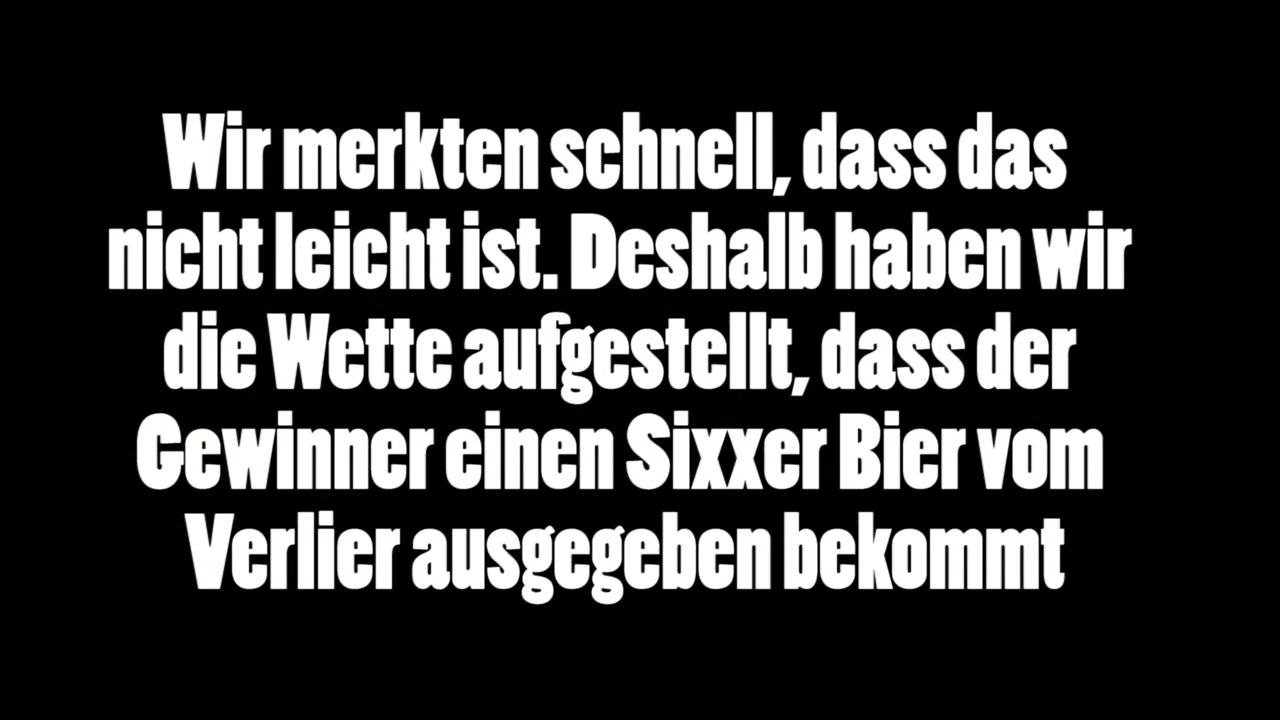 Wir merkten schnell, dass das
nicht leicht ist. Deshalb haben wir
die Wette aufgestellt, dass der
Gewinner einen Sixxer Bier vom
Verlier ausgegeben bekommt